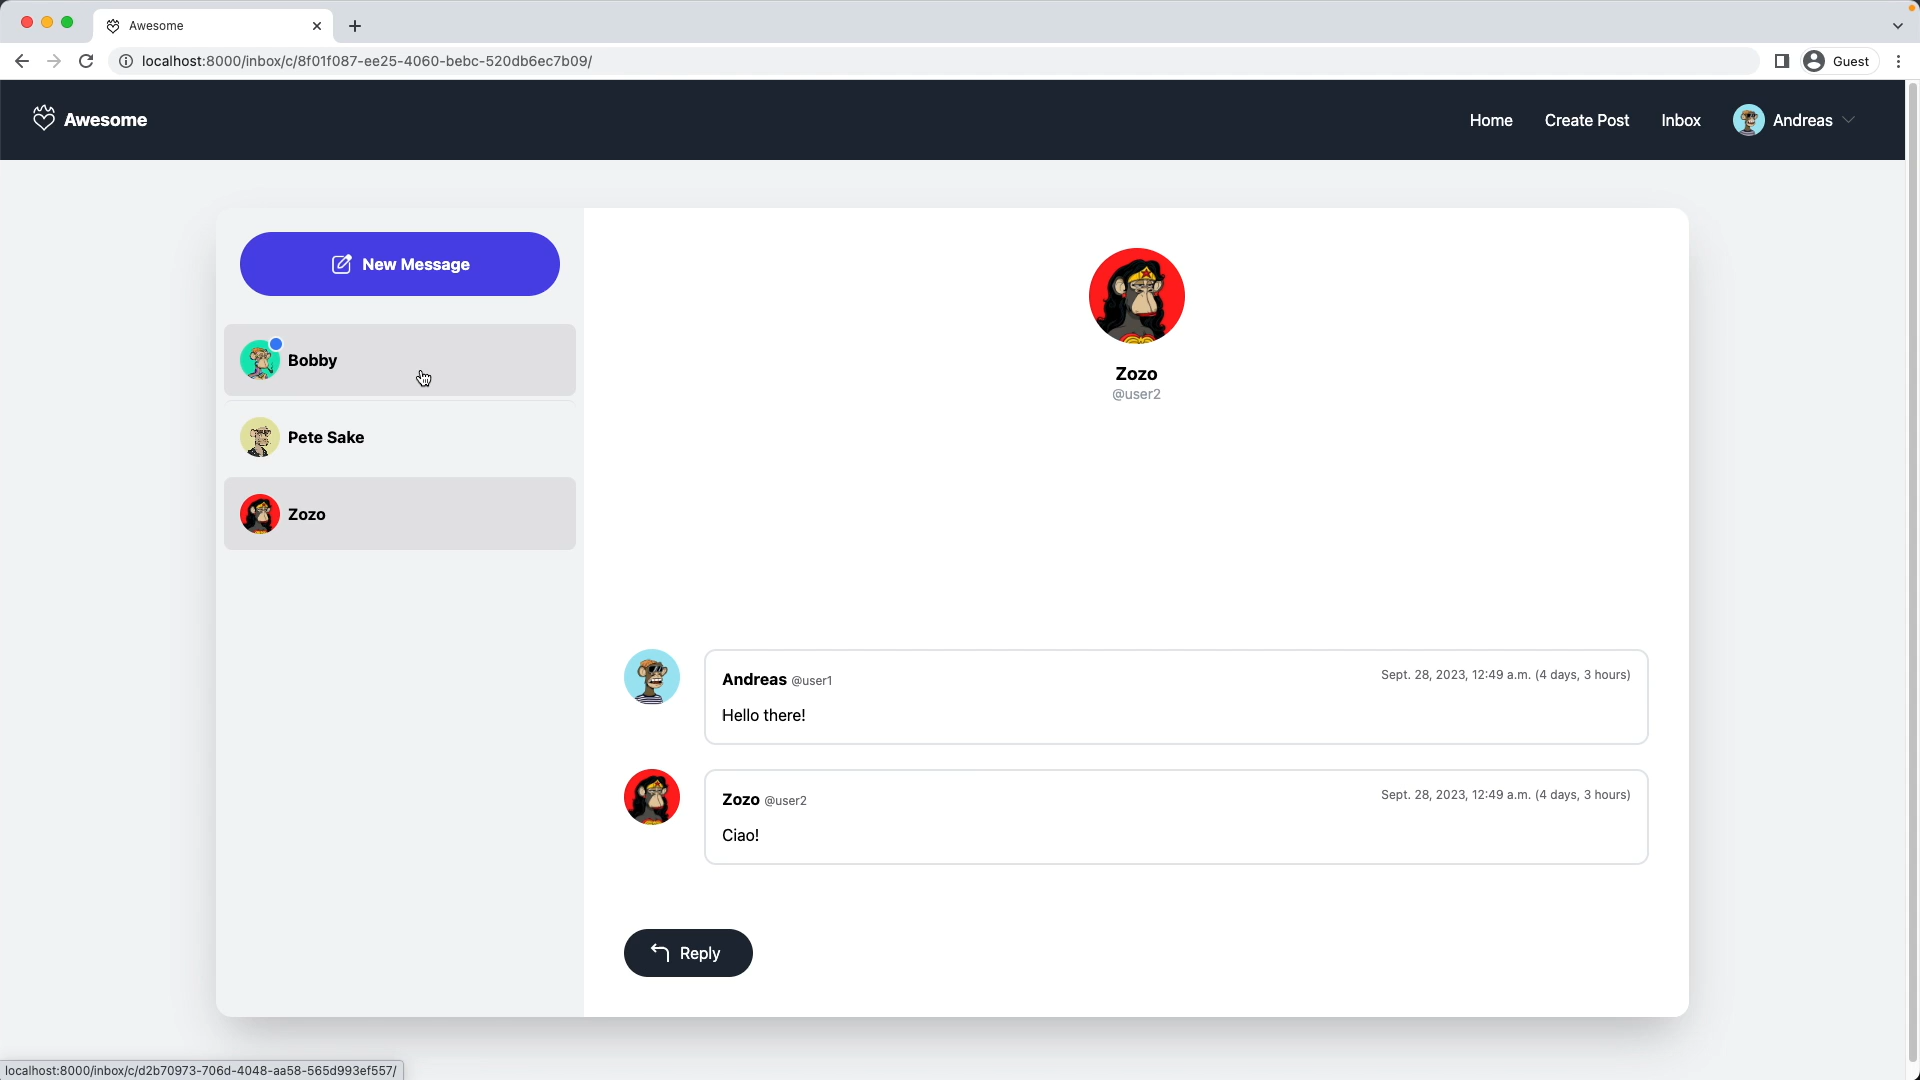 Awesome
localhost:8000/inbox/c/8f01f087-ee25-4060-bebc-520db6ec7b09/
Guest
Awesome
Home
Create Post
Inbox
Andreas
New Message
Bobby
Pete Sake
Zozo
Zozo
@user2
Andreas @user1
Sept. 28, 2023, 12:49 a.m. (4 days, 3 hours)
Hello there!
Zozo @user2
Sept. 28, 2023, 12:49 a.m. (4 days, 3 hours)
Ciao!
Reply
localhost:8000/inbox/c/d2b70973-706d-4048-aa58-565d993ef557/